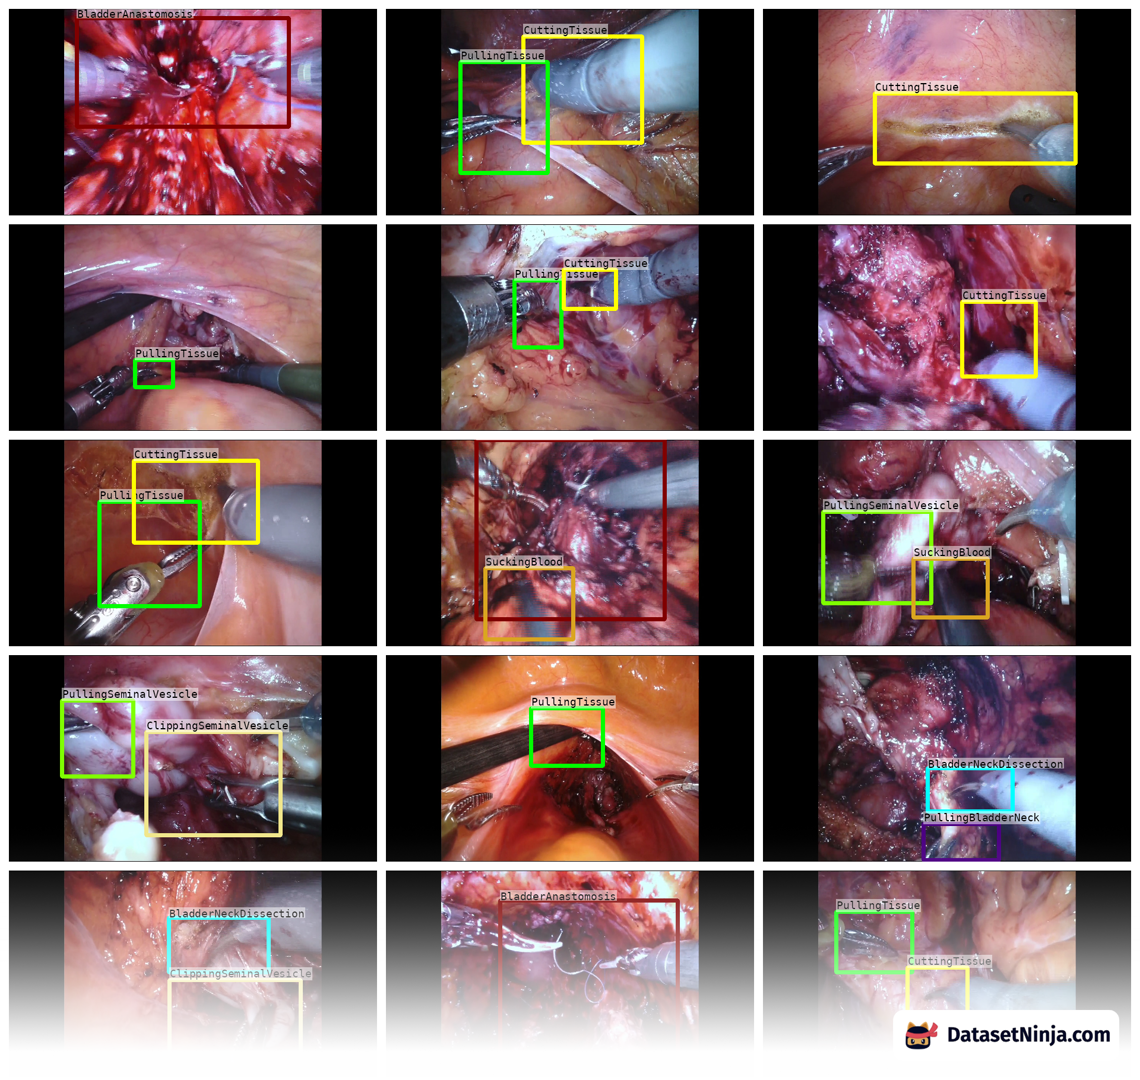 BladderAnastomosis
CuttingTissue
PullingTissue
CuttingTissue
PullingTissue
CuttingTissue
PullingTissue
CuttingTissue
CuttingTissue
PullingTissue
SuckingBlood
PullingSeminalVesicle
SuckingBlood
PullingSeminalVesicle
ClippingSeminalVesicle
PullingTissue
BladderNeckDissection
PullingBladderNeck
BladderNeckDissection
ClippingSeminalVesicle
BladderAnastomosis
PullingTissue
CuttingTissue
DatasetNinja.com